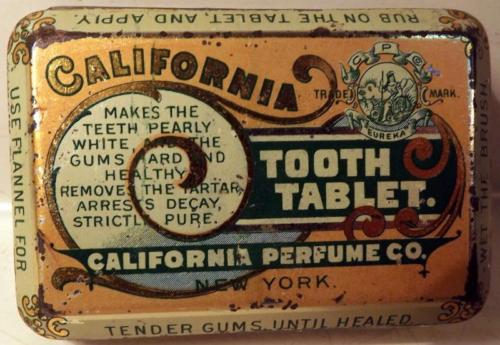 RUB ON THE TABLET, AND APPLY.
CALIFORNIA
CPC
TRADE MARK.
EUREKA
MAKES THE
TEETH PEARLY
WHITE AND THE
GUMS HARD AND
HEALTHY
REMOVES THE TARTAR,
ARRESTS DECAY,
STRICTLY PURE.
TOOTH
TABLET.
CALIFORNIA PERFUME CO.
NEW YORK.
USE FLANNEL FOR
TENDER GUMS, UNTIL HEALED
WET THE BRUSH,